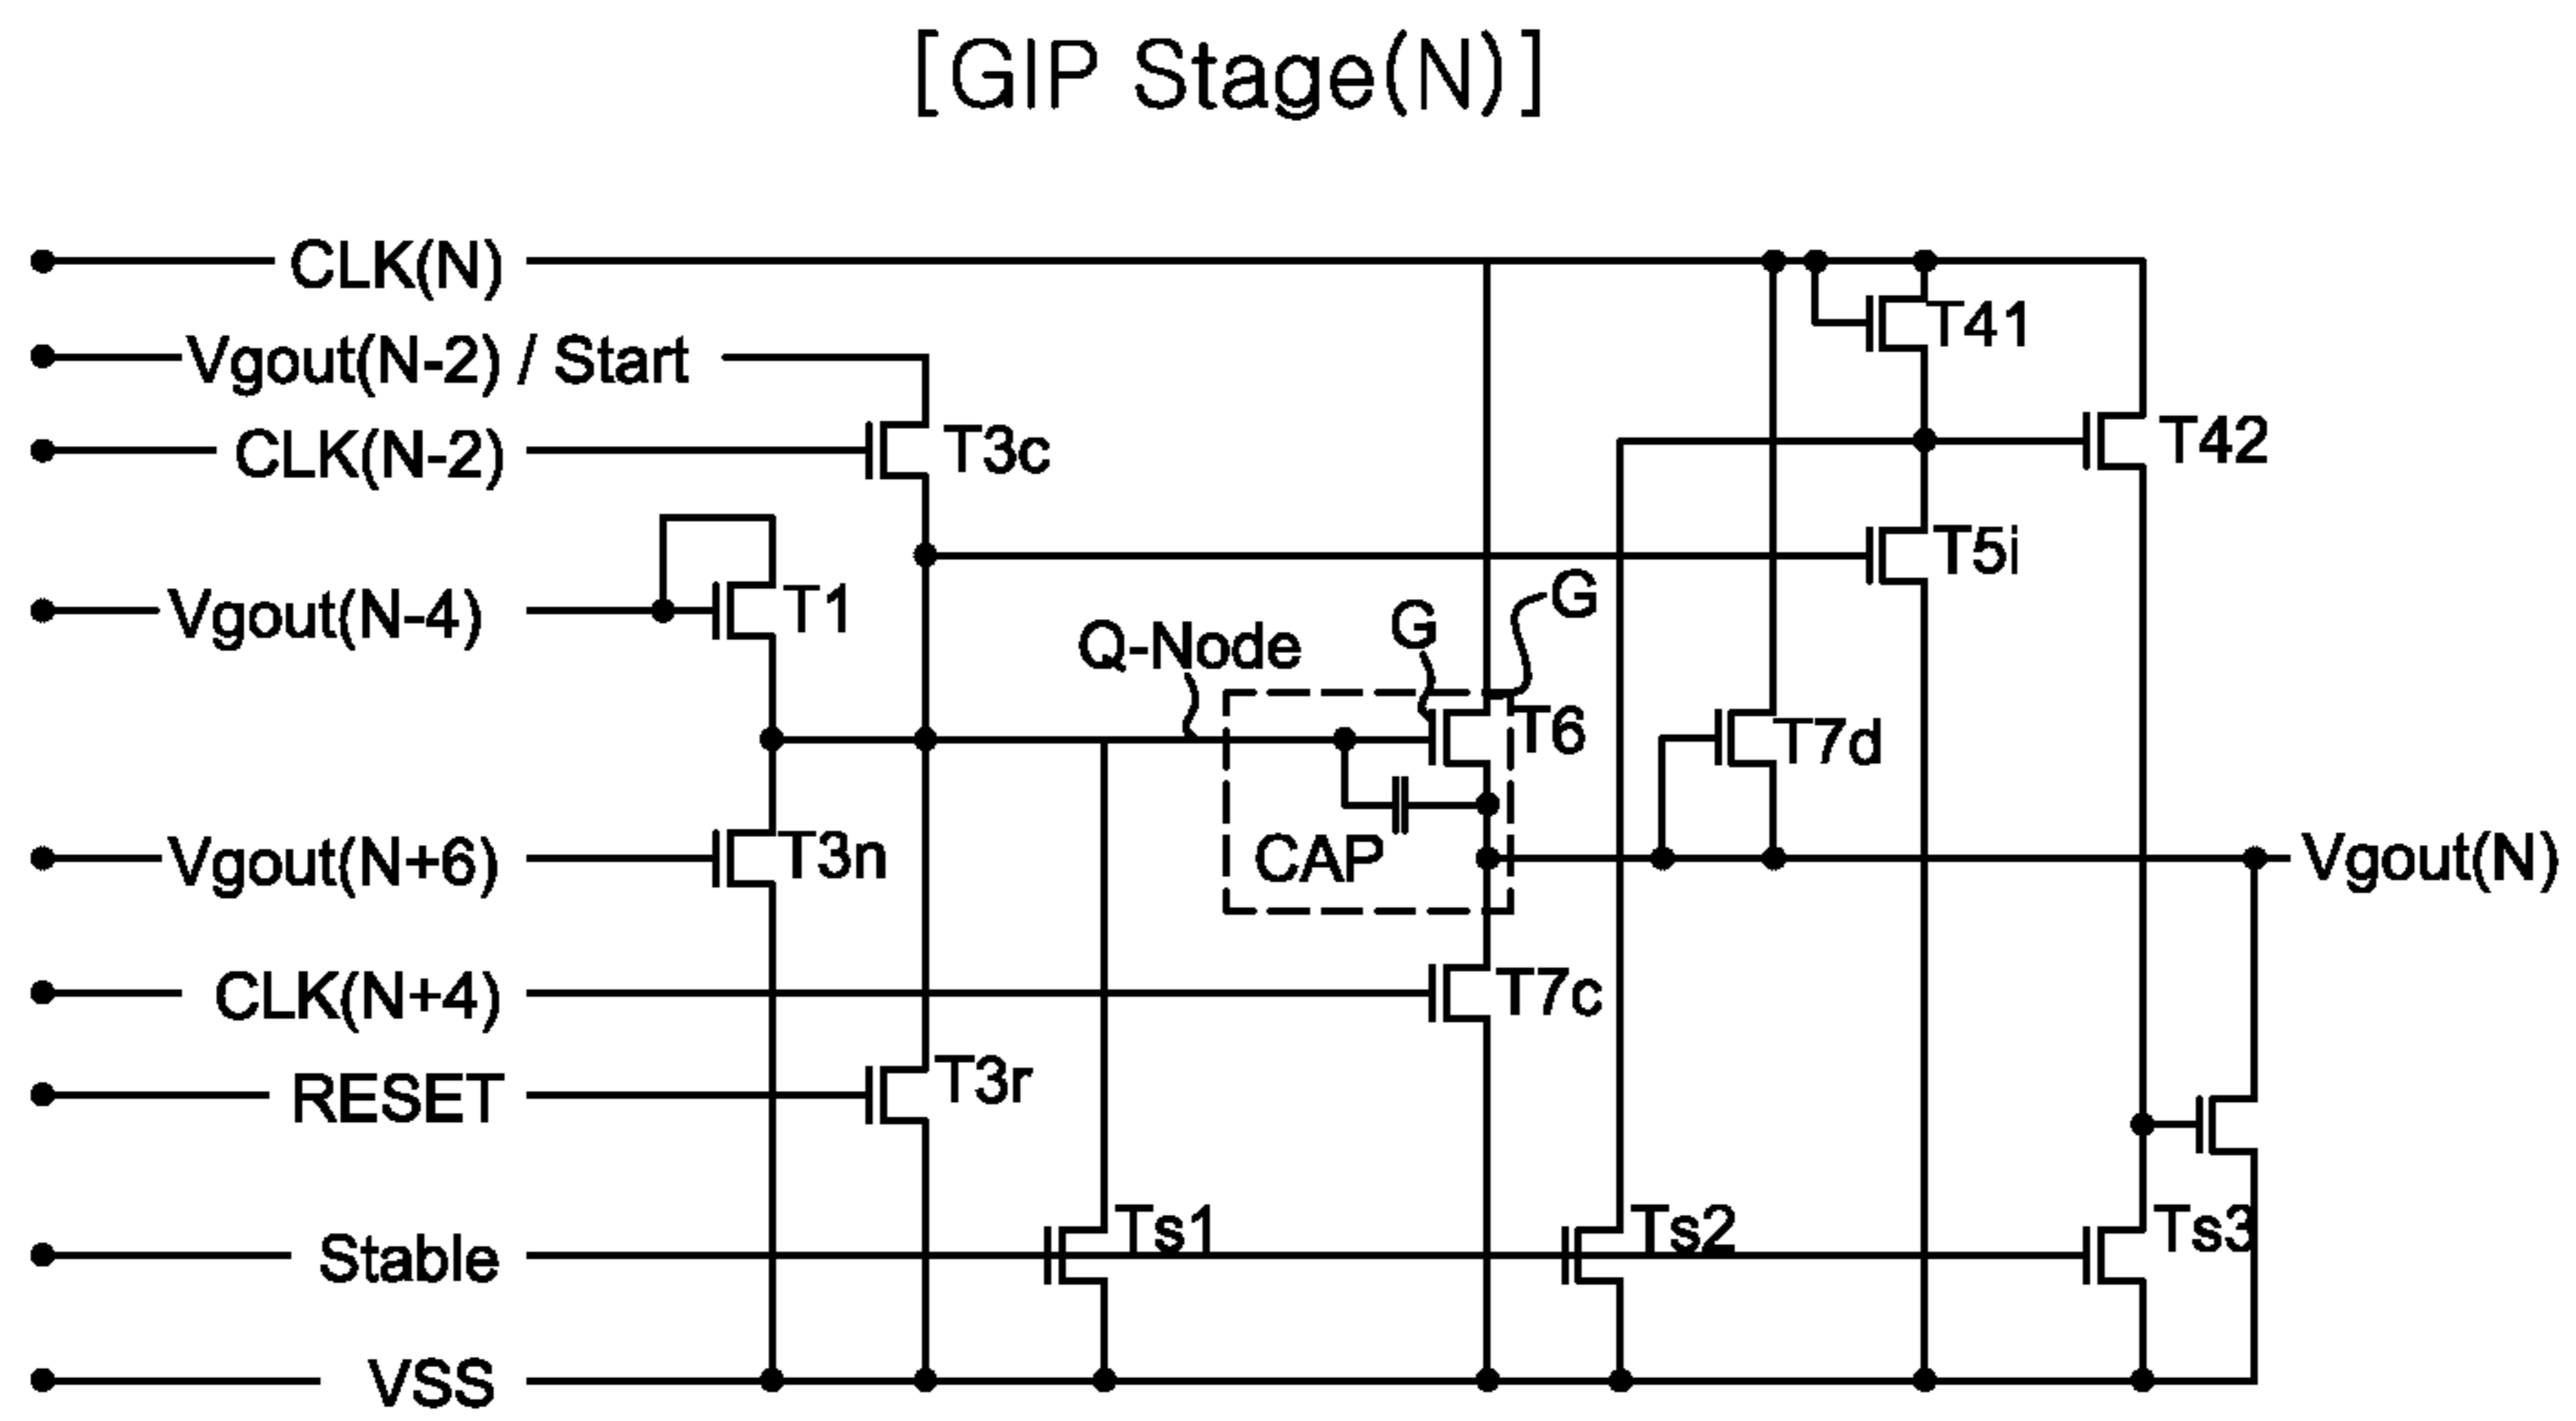 [GIP Stage(N)]
CLK(N)
T41
Vgout(N-2) / Start
CLK(N-2)
T3c
T42
T5i
Vgout(N-4)
T1
Q-Node
G
G
T6
T7d
Vgout(N+6)
T3n
CAP
Vgout(N)
CLK(N+4)
T7c
RESET
T3r
Stable
Ts1
Ts2
Ts3
VSS